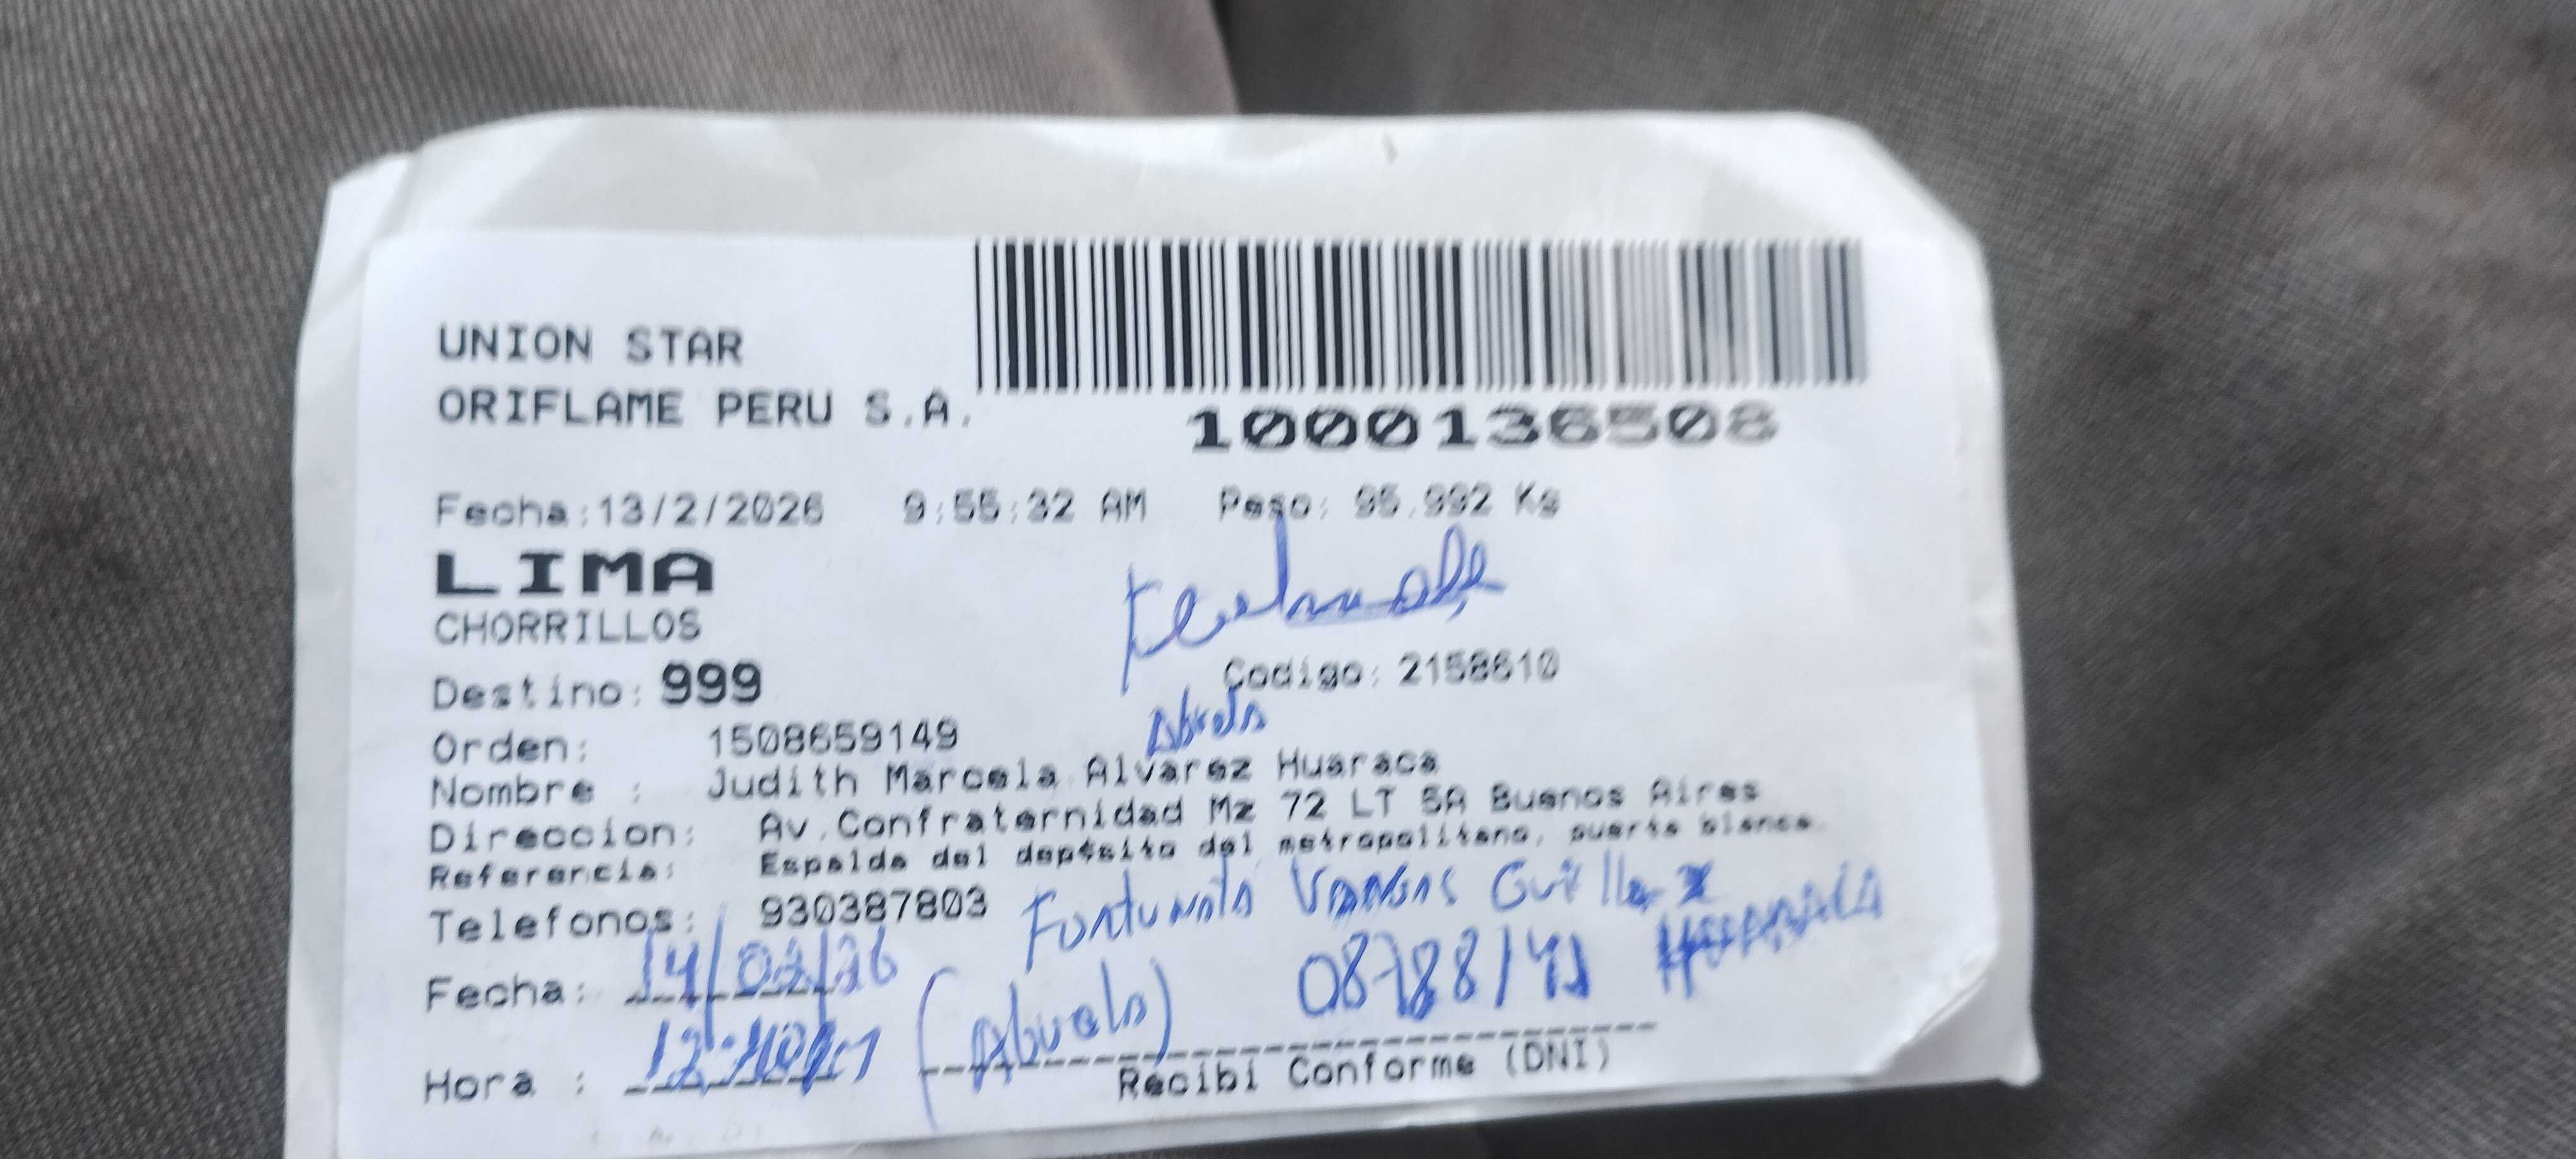 UNION STAR
ORIFLAME PERU S.A.
1000136508
Fecha:13/2/2026 9:55:32 AM Peso: 95.992 Kg
LIMA
CHORRILLOS
Destino: 999 Codigo: 2158610
Abuelo
Orden: 1508659149
Nombre : Judith Marcela Alvarez Huaraca
Direccion: Av.Confraternidad Mz 72 LT 5A Buenos Aires
Referencia: Espalda del depósito del metropolitano, puerta blanca.
Telefonos: 930387803 Fortunato
Fecha: 14/02/26 HUARACA
Hora : (Abuelo)
Recibi Conforme (DNI)